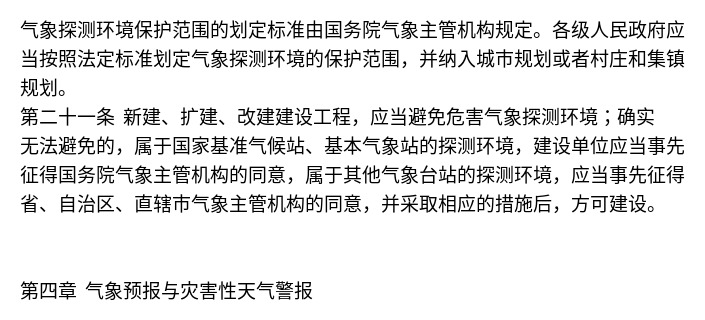 气象探测环境保护范围的划定标准由国务院气象主管机构规定。各级人民政府应
当按照法定标准划定气象探测环境的保护范围，并纳入城市规划或者村庄和集镇
规划。
第二十一条 新建、扩建、改建建设工程，应当避免危害气象探测环境；确实
无法避免的，属于国家基准气候站、基本气象站的探测环境，建设单位应当事先
征得国务院气象主管机构的同意，属于其他气象台站的探测环境，应当事先征得
省、自治区、直辖市气象主管机构的同意，并采取相应的措施后，方可建设。
第四章 气象预报与灾害性天气警报